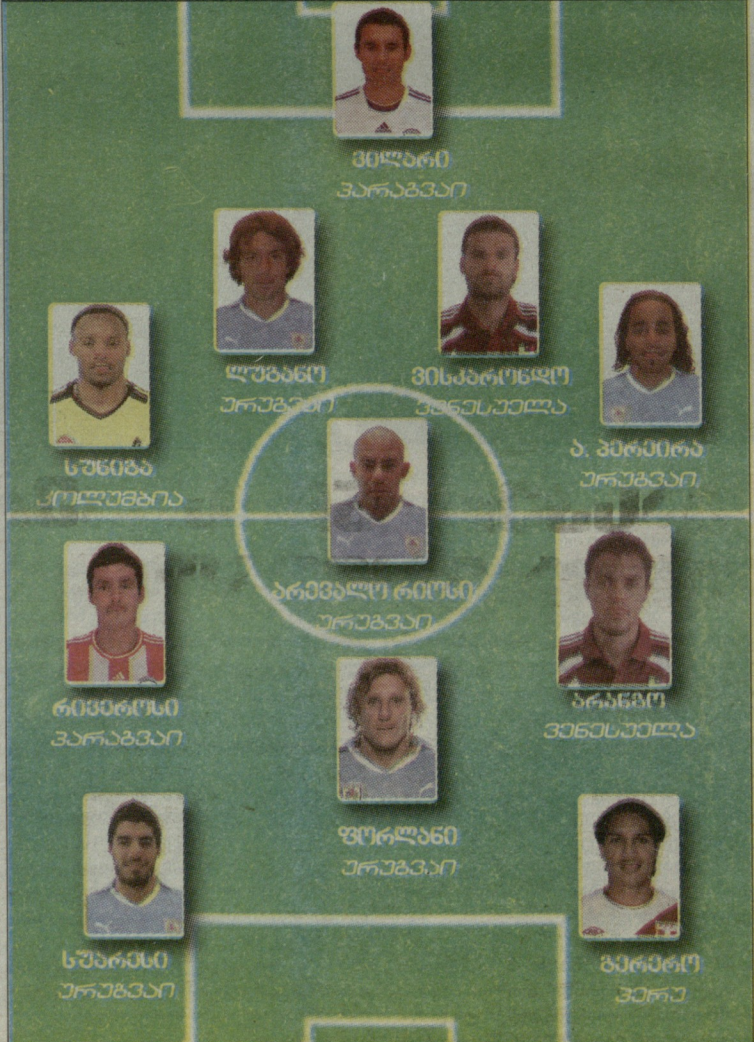 ვილარი
პარაგვაი
ლუგანო
ურუგვაი
ვისკარონდო
ვენესუელა
ა. პერეირა
ურუგვაი
სუნიგა
კოლუმბია
არევალო რიოსი
ურუგვაი
რივეროსი
პარაგვაი
არანგო
ვენესუელა
ფორლანი
ურუგვაი
სუარესი
ურუგვაი
გერერო
პერუ